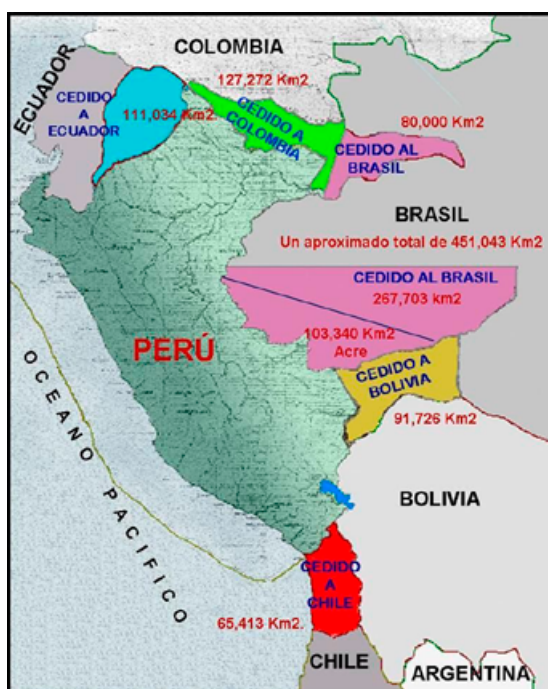 COLOMBIA
ECUADOR
127,272 Km2
CEDIDO
A
ECUADOR
111,034 Km2.
CEDIDO A
COLOMBIA
80,000 Km2
CEDIDO AL
BRASIL
BRASIL
Un aproximado total de 451,043 Km2
CEDIDO AL BRASIL
267,703 km2
103,340 Km2
Acre
PERÚ
CEDIDO A
BOLIVIA
91,726 Km2
OCEANO PACIFICO
BOLIVIA
CEDIDO
A
CHILE
65,413 Km2.
CHILE
ARGENTINA